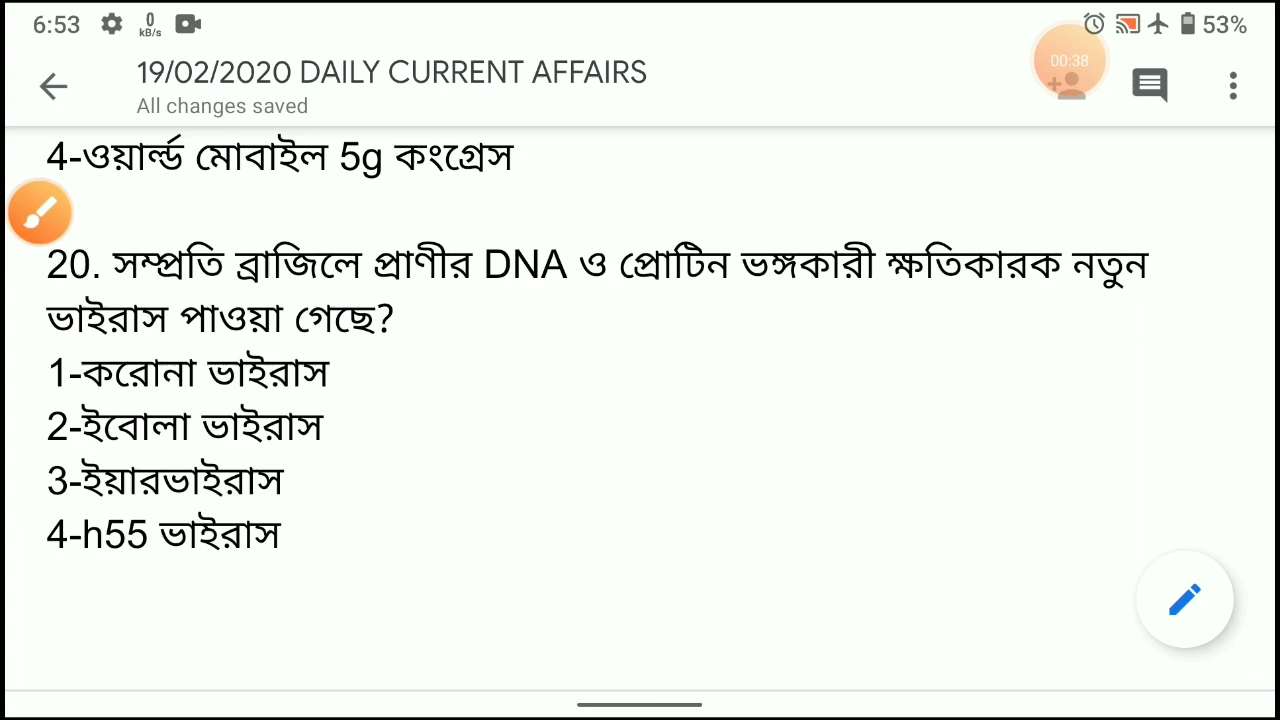 6:53 0 kB/s 53%
19/02/2020 DAILY CURRENT AFFAIRS
00:38
All changes saved
4-ওয়ার্ল্ড মোবাইল 5g কংগ্রেস
20. সম্প্রতি ব্রাজিলে প্রাণীর DNA ও প্রোটিন ভঙ্গকারী ক্ষতিকারক নতুন
ভাইরাস পাওয়া গেছে?
1-করোনা ভাইরাস
2-ইবোলা ভাইরাস
3-ইয়ারভাইরাস
4-h55 ভাইরাস